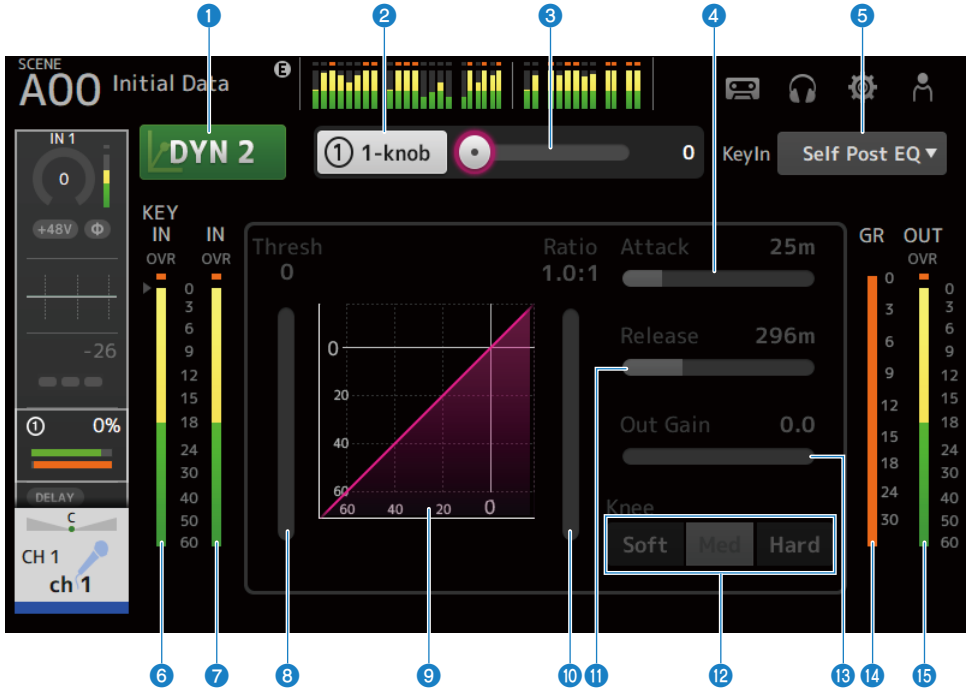 1 2 3 4 5
SCENE
A00 Initial Data E
IN 1
0
+48V Φ
-26
① 0%
DELAY
C
CH 1
ch 1
DYN 2
① 1-knob
0
KeyIn Self Post EQ ▼
KEY
IN IN
OVR OVR
0
3
6
9
12
15
18
24
30
40
50
60
Thresh
0
Ratio
1.0:1
0
20
40
60
60 40 20 0
Attack 25m
Release 296m
Out Gain 0.0
Knee
Soft Med Hard
GR OUT
OVR
0
3
6
9
12
15
18
24
30
0
3
6
9
12
15
18
24
30
40
50
60
6 7 8 9 10 11 12 13 14 15